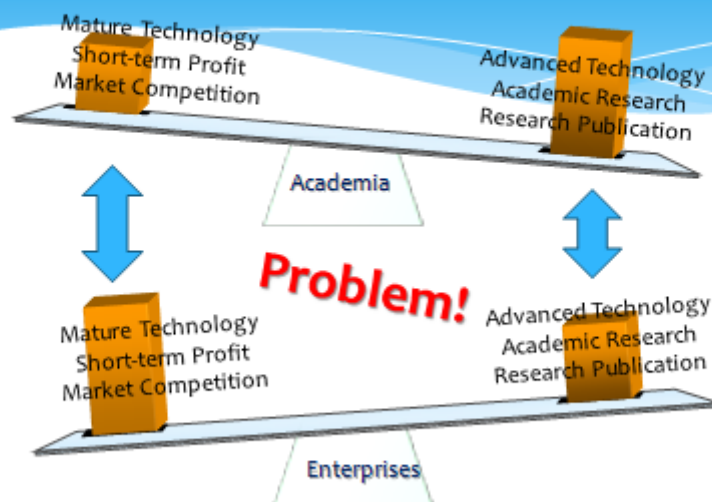 Mature Technology
Short-term Profit
Market Competition
Advanced Technology
Academic Research
Research Publication
Academia
Problem!
Mature Technology
Short-term Profit
Market Competition
Advanced Technology
Academic Research
Research Publication
Enterprises